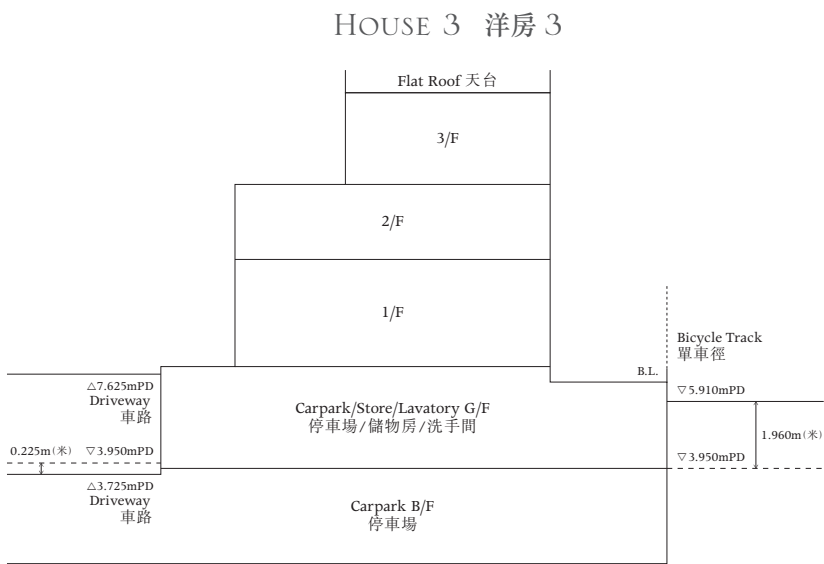 HOUSE 3 洋房 3
Flat Roof 天台
3/F
2/F
1/F
Bicycle Track
單車徑
B.L.
△7.625mPD
Driveway
車路
▽5.910mPD
Carpark/Store/Lavatory G/F
停車場/儲物房/洗手間
1.960m(米)
0.225m(米) ▽3.950mPD
▽3.950mPD
△3.725mPD
Driveway
車路
Carpark B/F
停車場